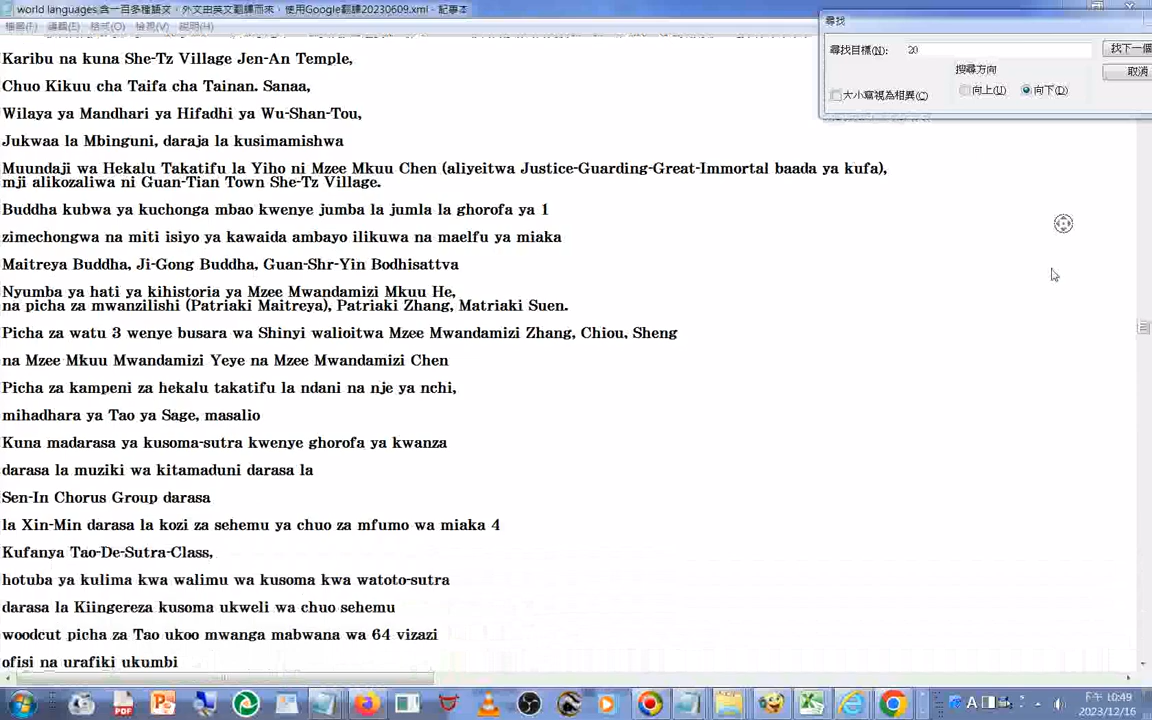 world languages 含一百多種語文，外文由英文翻譯而來，使用Google翻譯20230609.xml - 記事本
檔案(F) 編輯(E) 格式(O) 檢視(V) 說明(H)
尋找
尋找目標(N): 20
找下一個
搜尋方向
取消
大小寫視為相異(C)
向上(U) 向下(D)
Karibu na kuna She-Tz Village Jen-An Temple,
Chuo Kikuu cha Taifa cha Tainan. Sanaa,
Wilaya ya Mandhari ya Hifadhi ya Wu-Shan-Tou,
Jukwaa la Mbinguni, daraja la kusimamishwa
Muundaji wa Hekalu Takatifu la Yiho ni Mzee Mkuu Chen (aliyeitwa Justice-Guarding-Great-Immortal baada ya kufa),
mji alikozaliwa ni Guan-Tian Town She-Tz Village.
Buddha kubwa ya kuchonga mbao kwenye jumba la jumla la ghorofa ya 1
zimechongwa na miti isiyo ya kawaida ambayo ilikuwa na maelfu ya miaka
Maitreya Buddha, Ji-Gong Buddha, Guan-Shr-Yin Bodhisattva
Nyumba ya hati ya kihistoria ya Mzee Mwandamizi Mkuu He,
na picha za mwanzilishi (Patriaki Maitreya), Patriaki Zhang, Matriaki Suen.
Picha za watu 3 wenye busara wa Shinyi walioitwa Mzee Mwandamizi Zhang, Chiou, Sheng
na Mzee Mkuu Mwandamizi Yeye na Mzee Mwandamizi Chen
Picha za kampeni za hekalu takatifu la ndani na nje ya nchi,
mihadhara ya Tao ya Sage, masalio
Kuna madarasa ya kusoma-sutra kwenye ghorofa ya kwanza
darasa la muziki wa kitamaduni darasa la
Sen-In Chorus Group darasa
la Xin-Min darasa la kozi za sehemu ya chuo za mfumo wa miaka 4
Kufanya Tao-De-Sutra-Class,
hotuba ya kulima kwa walimu wa kusoma kwa watoto-sutra
darasa la Kiingereza kusoma ukweli wa chuo sehemu
woodcut picha za Tao ukoo mwanga mabwana wa 64 vizazi
ofisi na urafiki ukumbi
下午 10:49
2023/12/16